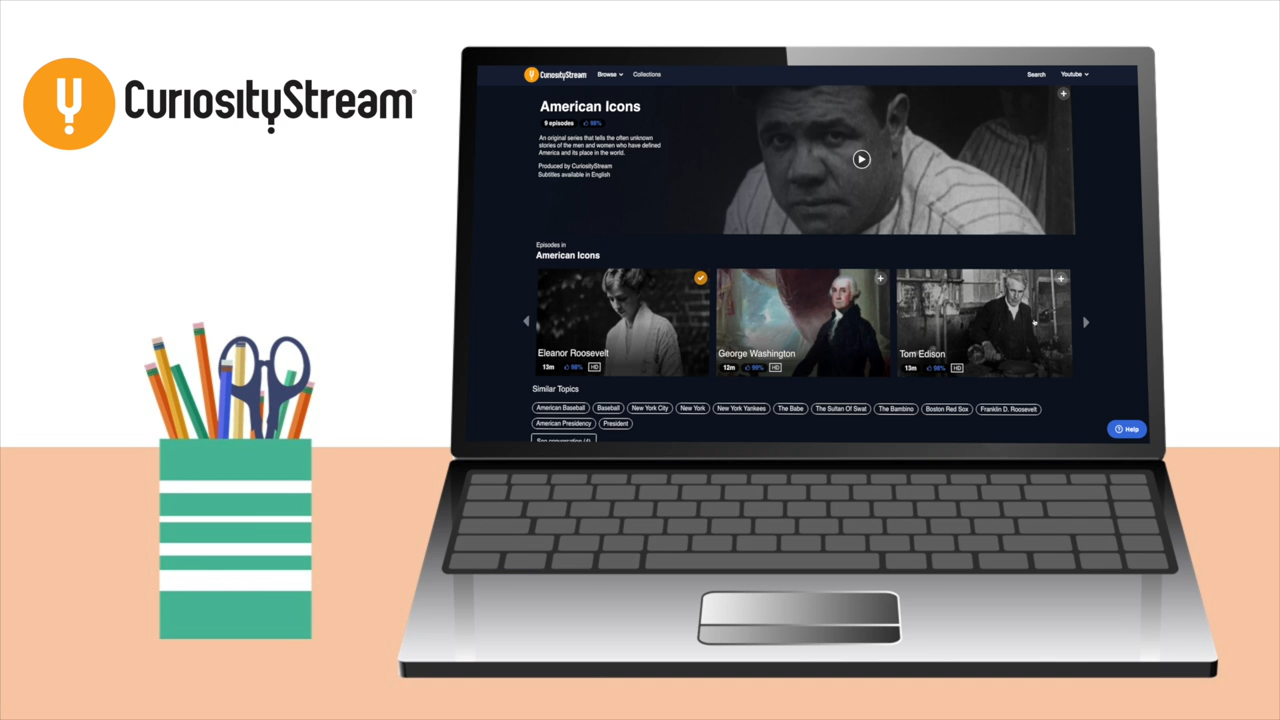 CuriosityStream
CuriosityStream Browse Collections Search Youtube
American Icons
9 episodes 98%
An original series that tells the often unknown
stories of the men and women who have defined
America and its place in the world.
Produced by CuriosityStream
Subtitles available in English
Episodes in
American Icons
Eleanor Roosevelt George Washington Tom Edison
13m 98% HD 12m 99% HD 13m 98% HD
Similar Topics
American Baseball Baseball New York City New York New York Yankees The Babe The Sultan Of Swat The Bambino Boston Red Sox Franklin D. Roosevelt
American Presidency President
Help